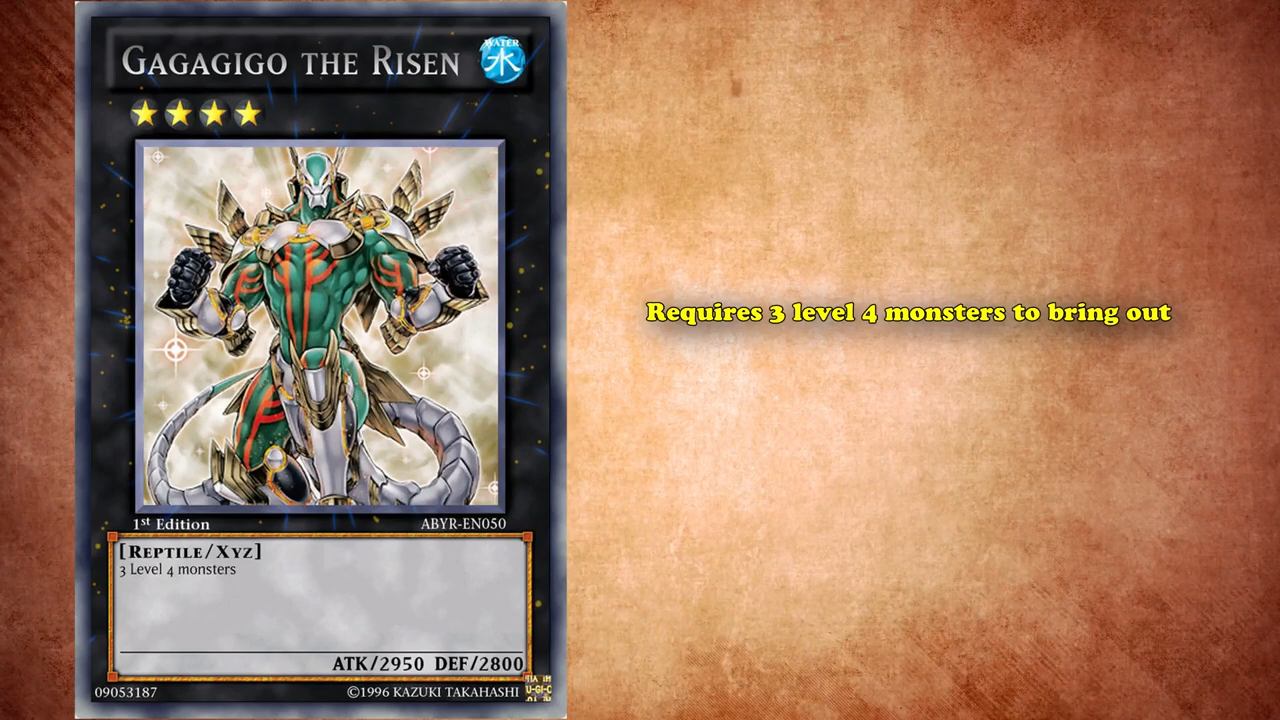 GAGAGIGO THE RISEN
WATER
水
1st Edition
ABYR-EN050
[REPTILE/XYZ]
3 Level 4 monsters
ATK/2950 DEF/2800
09053187
©1996 KAZUKI TAKAHASHI
Requires 3 level 4 monsters to bring out